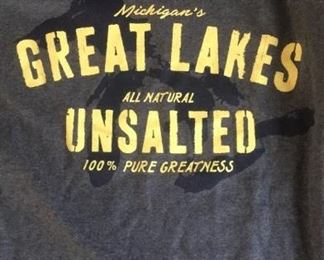 Michigan's
GREAT LAKES
ALL NATURAL
UNSALTED
100% PURE GREATNESS